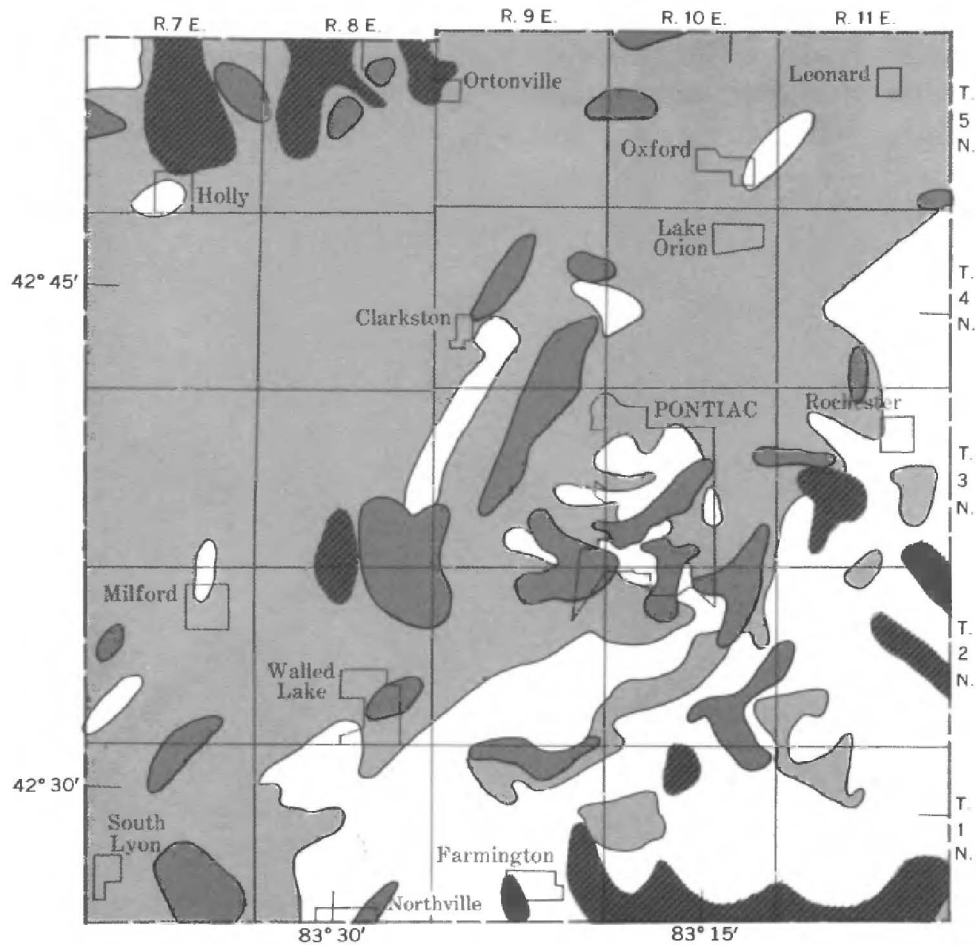 R. 7 E.
R. 8 E.
R. 9 E.
R. 10 E.
R. 11 E.
Ortonville
Leonard
T.
5
N.
Oxford
Holly
Lake
Orion
42° 45'
T.
4
N.
Clarkston
PONTIAC
Rochester
T.
3
N.
Milford
T.
2
N.
Walled
Lake
42° 30'
T.
1
N.
South
Lyon
Farmington
Northville
83° 30'
83° 15'